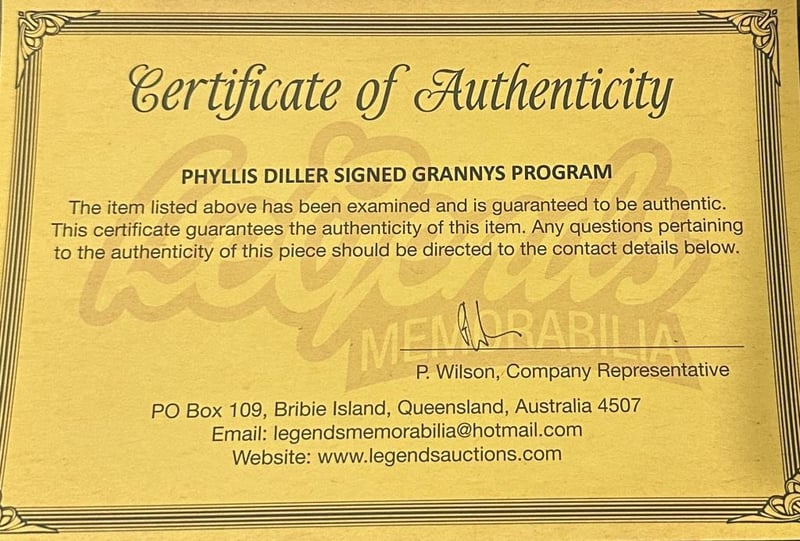 Certificate of Authenticity
PHYLLIS DILLER SIGNED GRANNYS PROGRAM
The item listed above has been examined and is guaranteed to be authentic.
This certificate guarantees the authenticity of this item. Any questions pertaining
to the authenticity of this piece should be directed to the contact details below.
Legends
MEMORABILIA
P. Wilson, Company Representative
PO Box 109, Bribie Island, Queensland, Australia 4507
Email: legendsmemorabilia@hotmail.com
Website: www.legendsauctions.com